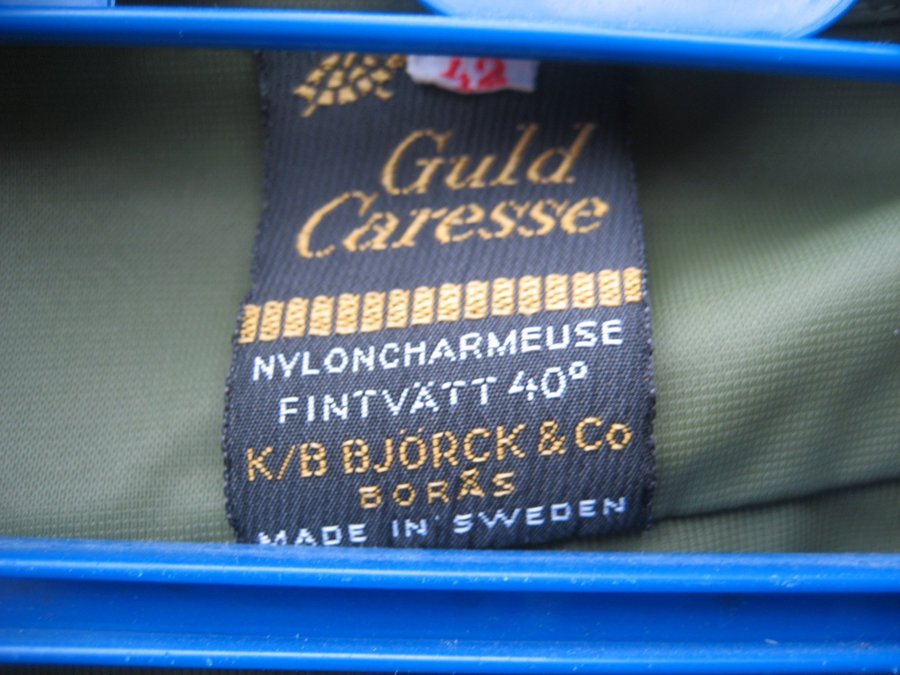 42
Guld
Caresse
NYLONCHARMEUSE
FINTVÄTT 40°
K/B BJÖRCK & Co
BORÅS
MADE IN SWEDEN